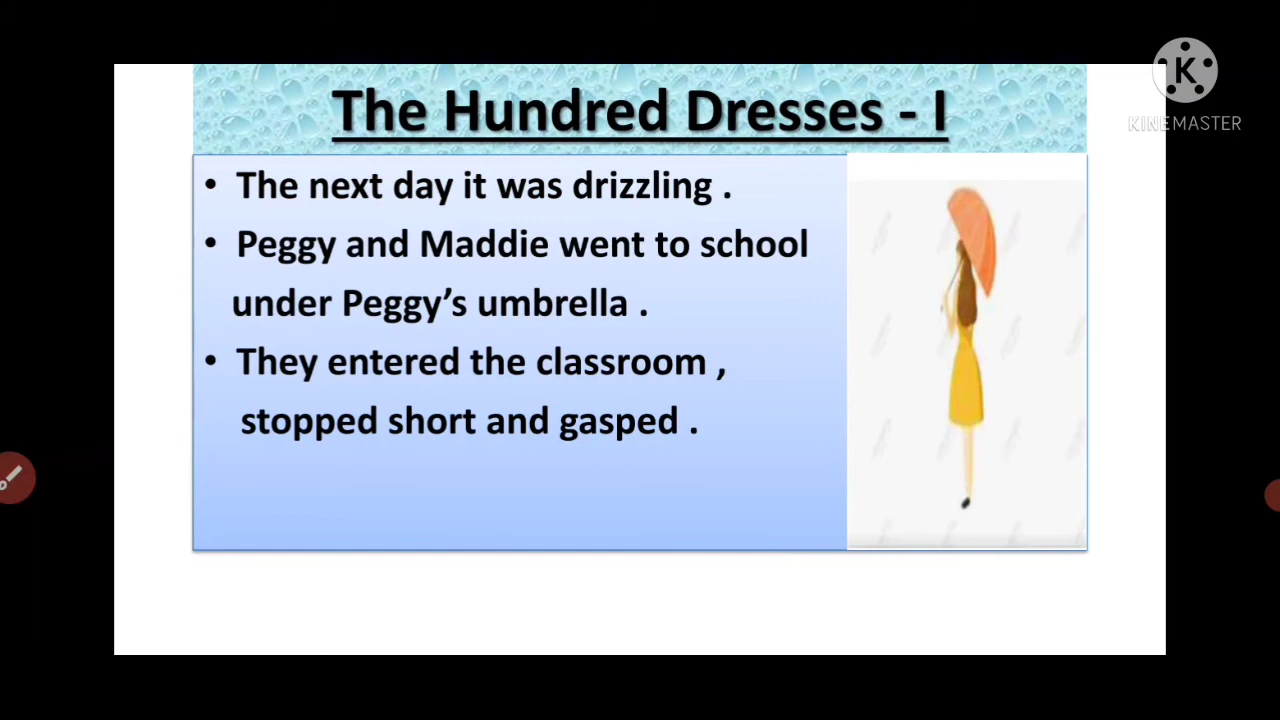 The Hundred Dresses - I
• The next day it was drizzling .
• Peggy and Maddie went to school
under Peggy’s umbrella .
• They entered the classroom ,
stopped short and gasped .
K
KINEMASTER